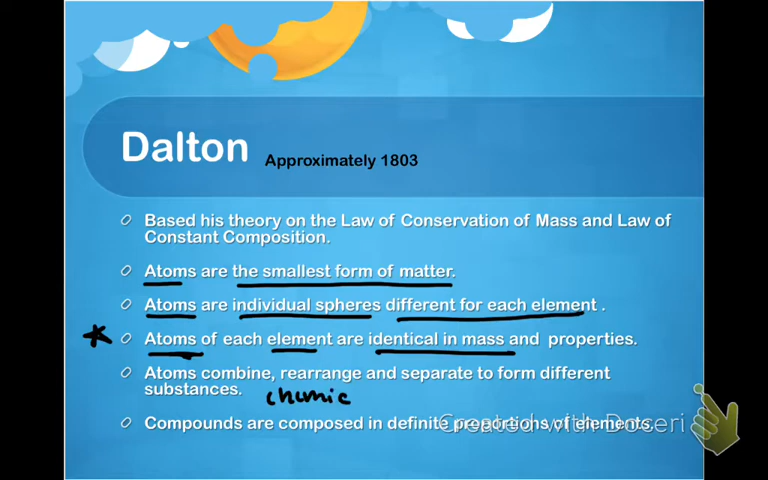 Dalton Approximately 1803
Based his theory on the Law of Conservation of Mass and Law of
Constant Composition.
Atoms are the smallest form of matter.
Atoms are individual spheres different for each element .
Atoms of each element are identical in mass and properties.
Atoms combine, rearrange and separate to form different
substances.
chemic
Compounds are composed in definite proportions of elements.
Created with Doceri